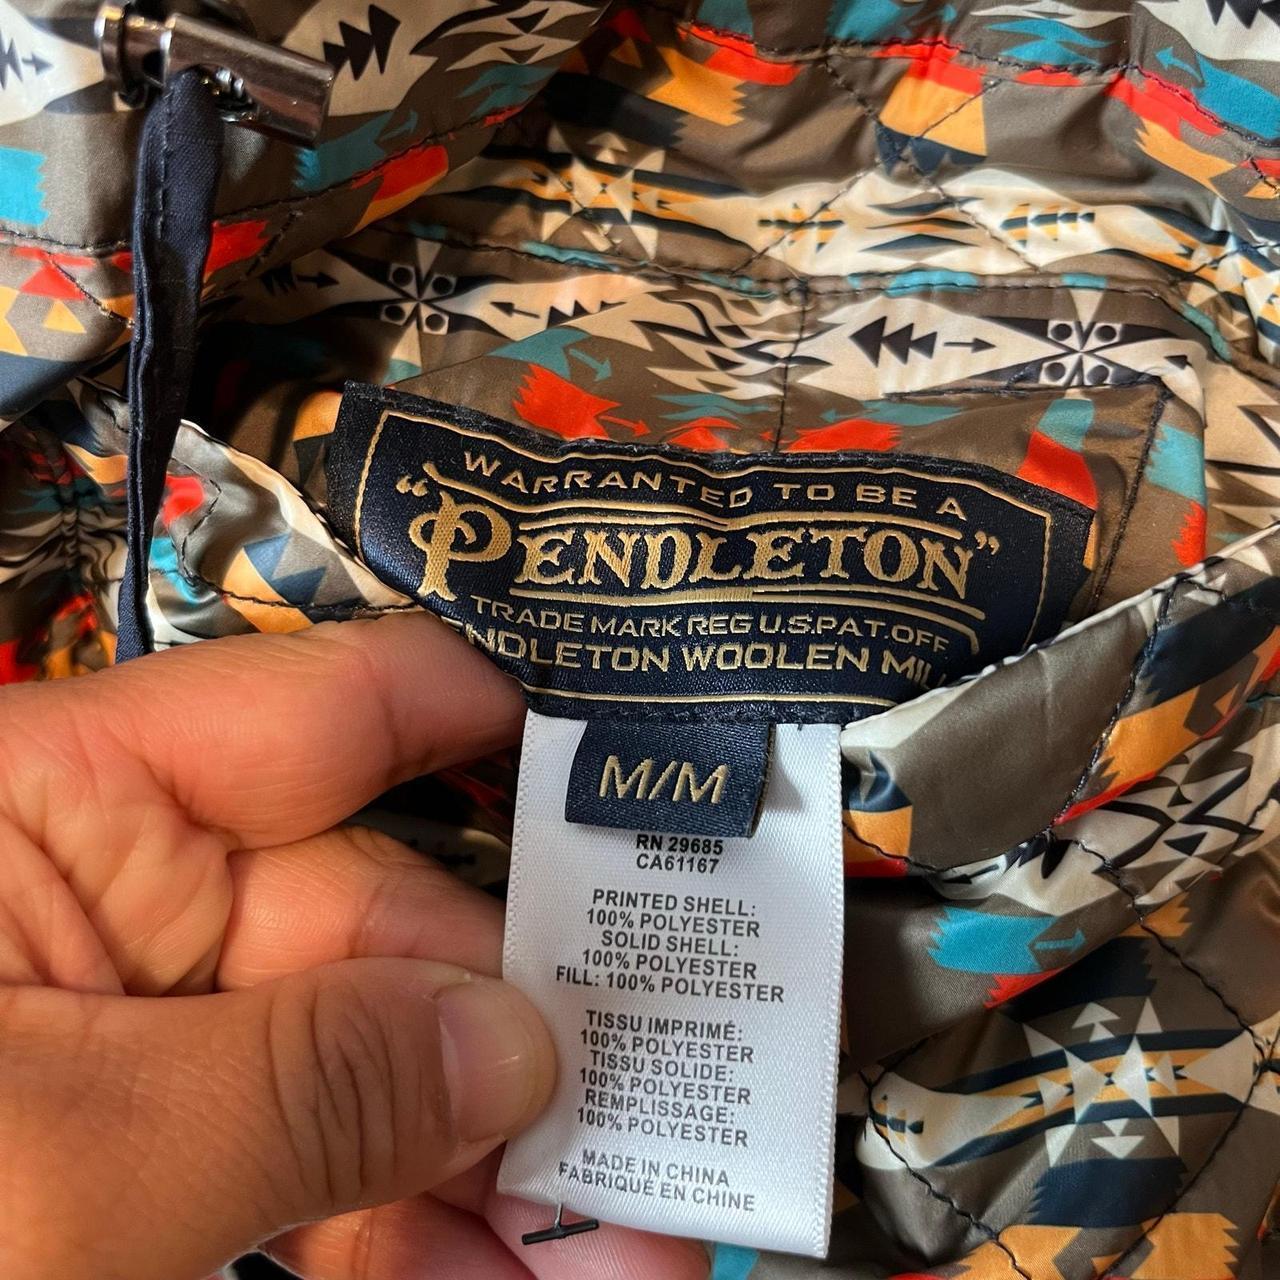 WARRANTED TO BE A
"PENDLETON"
TRADE MARK REG U.S.PAT.OFF
WOOLEN
M/M
RN 29685
CA61167
PRINTED SHELL:
100% POLYESTER
SOLID SHELL:
100% POLYESTER
FILL: 100% POLYESTER
TISSU IMPRIMÉ:
100% POLYESTER
TISSU SOLIDE:
100% POLYESTER
REMPLISSAGE:
100% POLYESTER
MADE IN CHINA
FABRIQUÉ EN CHINE